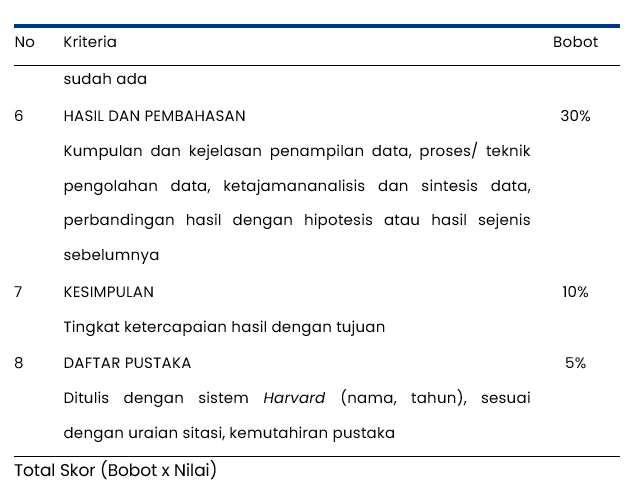 No Kriteria Bobot
sudah ada
6 HASIL DAN PEMBAHASAN 30%
Kumpulan dan kejelasan penampilan data, proses/ teknik
pengolahan data, ketajamananalisis dan sintesis data,
perbandingan hasil dengan hipotesis atau hasil sejenis
sebelumnya
7 KESIMPULAN 10%
Tingkat ketercapaian hasil dengan tujuan
8 DAFTAR PUSTAKA 5%
Ditulis dengan sistem Harvard (nama, tahun), sesuai
dengan uraian sitasi, kemutahiran pustaka
Total Skor (Bobot x Nilai)